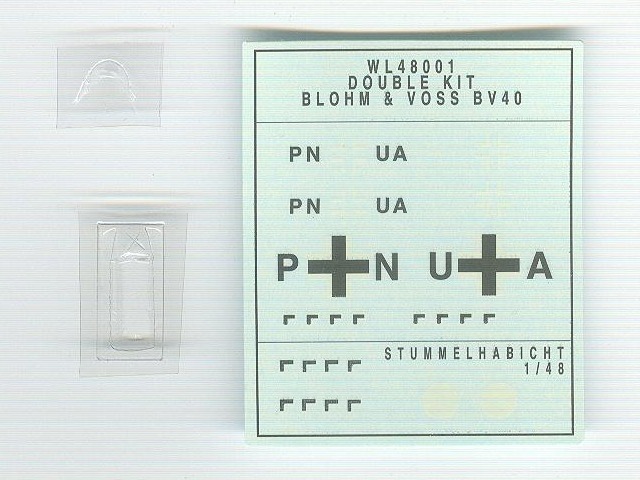 WL48001
DOUBLE KIT
BLOHM & VOSS BV40
PN UA
PN UA
P N U A
STUMMELHABICHT
1/48